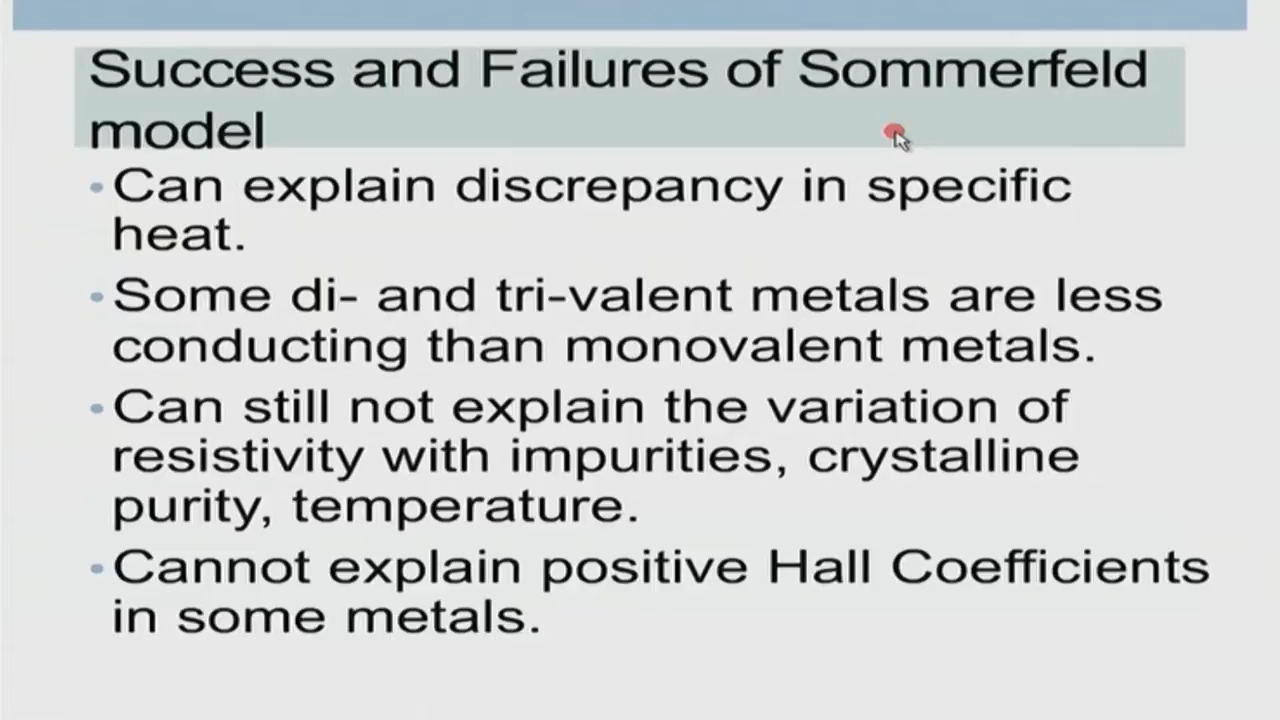 Success and Failures of Sommerfeld
model
• Can explain discrepancy in specific
heat.
• Some di- and tri-valent metals are less
conducting than monovalent metals.
• Can still not explain the variation of
resistivity with impurities, crystalline
purity, temperature.
• Cannot explain positive Hall Coefficients
in some metals.